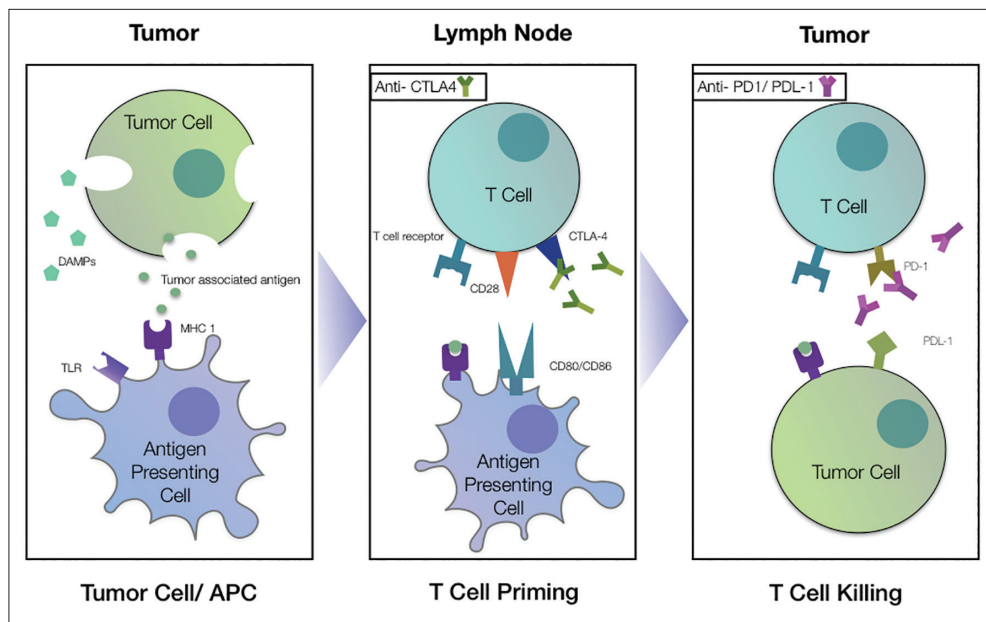 Tumor
Lymph Node
Tumor
Tumor Cell
DAMPs
Tumor associated antigen
MHC 1
TLR
Antigen
Presenting
Cell
Anti- CTLA4
T Cell
T cell receptor
CTLA-4
CD28
CD80/CD86
Antigen
Presenting
Cell
Anti- PD1/ PDL-1
T Cell
PD-1
PDL-1
Tumor Cell
Tumor Cell/ APC
T Cell Priming
T Cell Killing